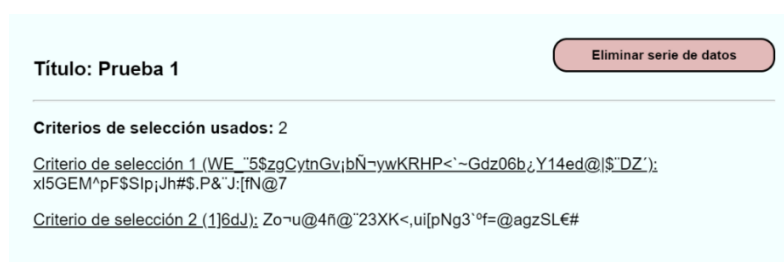 Título: Prueba 1
Eliminar serie de datos
Criterios de selección usados: 2
Criterio de selección 1 (WE_¨5$zgCytnGv¡bÑ¬ywKRHP<`~Gdz06b¿Y14ed@|$¨DZ´):
xI5GEM^pF$SIp¡Jh#$.P&¨J:[fN@7
Criterio de selección 2 (1]6dJ): Zo¬u@4ñ@¨23XK<,ui[pNg3`ºf=@agzSL€#